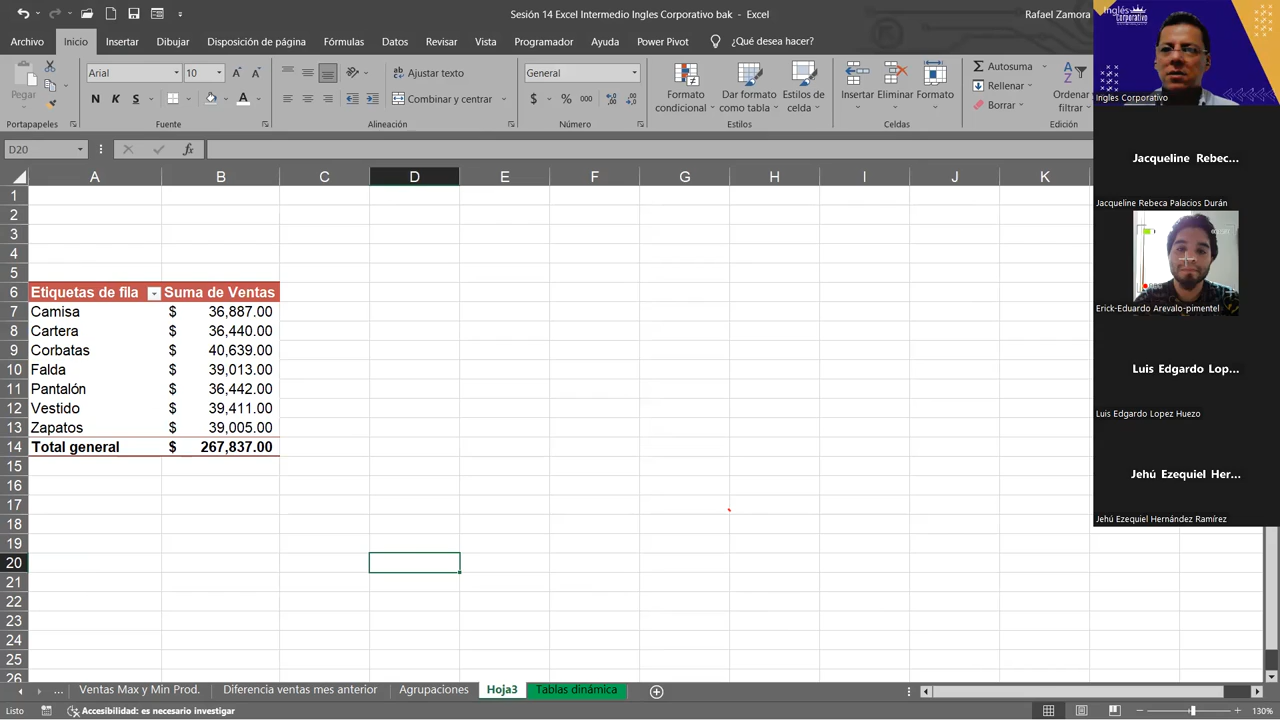 Sesión 14 Excel Intermedio Ingles Corporativo bak - Excel
Rafael Zamora
Archivo Inicio Insertar Dibujar Disposición de página Fórmulas Datos Revisar Vista Programador Ayuda Power Pivot ¿Qué desea hacer?
Pegar
Portapapeles
Arial 10
N K S
Fuente
Ajustar texto
Combinar y centrar
Alineación
General
$ % 000
Número
Formato condicional
Dar formato como tabla
Estilos de celda
Estilos
Insertar Eliminar Formato
Celdas
Autosuma
Rellenar
Borrar
Ordenar
filtrar
Edición
D20
fx
A B C D E F G H I J K
1
2
3
4
5
6 Etiquetas de fila Suma de Ventas
7 Camisa $ 36,887.00
8 Cartera $ 36,440.00
9 Corbatas $ 40,639.00
10 Falda $ 39,013.00
11 Pantalón $ 36,442.00
12 Vestido $ 39,411.00
13 Zapatos $ 39,005.00
14 Total general $ 267,837.00
15
16
17
18
19
20
21
22
23
24
25
26
Inglés
Corporativo
Ingles Corporativo
Jacqueline Rebec...
Jacqueline Rebeca Palacios Durán
Erick-Eduardo Arevalo-pimentel
Luis Edgardo Lop...
Luis Edgardo Lopez Huezo
Jehú Ezequiel Her...
Jehú Ezequiel Hernández Ramírez
... Ventas Max y Min Prod. Diferencia ventas mes anterior Agrupaciones Hoja3 Tablas dinámica
Listo Accesibilidad: es necesario investigar 130%